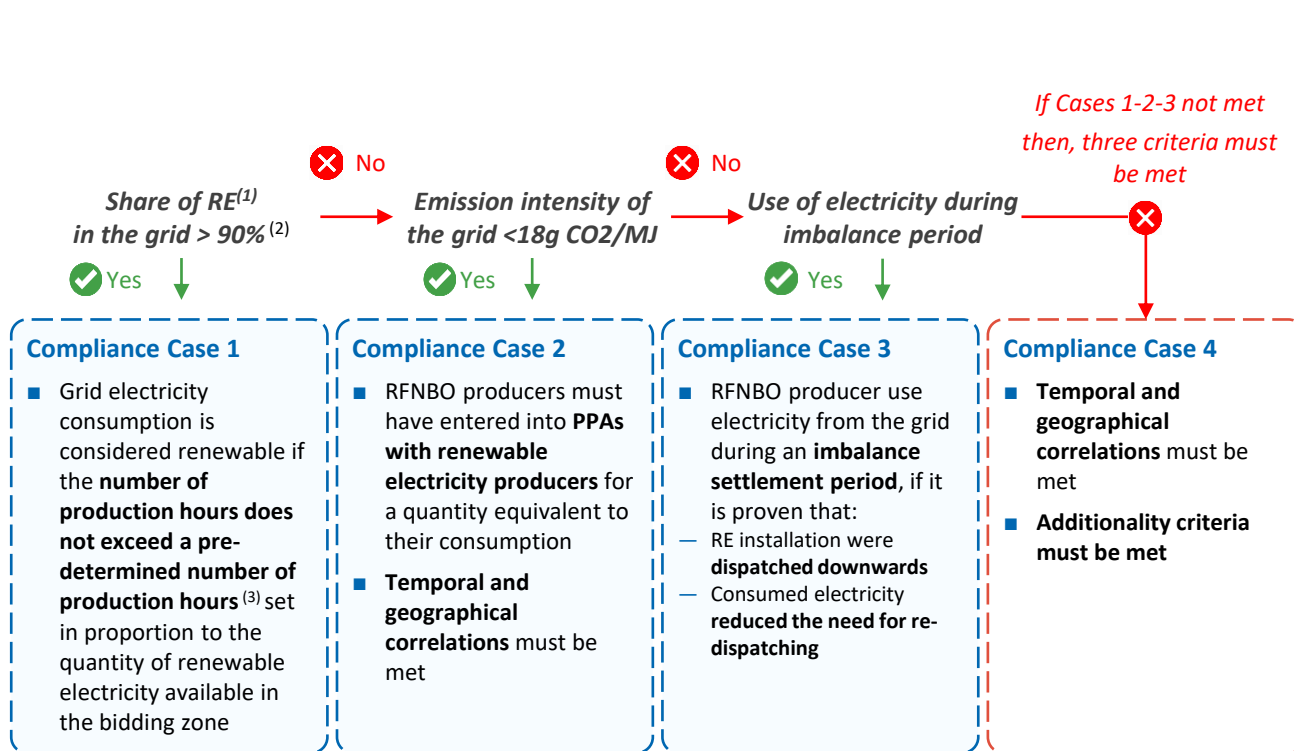 If Cases 1-2-3 not met
then, three criteria must
be met
No
No
Share of RE(1)
in the grid > 90% (2)
Emission intensity of
the grid <18g CO2/MJ
Use of electricity during
imbalance period
Yes
Yes
Yes
Compliance Case 1
■ Grid electricity
consumption is
considered renewable if
the number of
production hours does
not exceed a pre-
determined number of
production hours (3) set
in proportion to the
quantity of renewable
electricity available in
the bidding zone
Compliance Case 2
■ RFNBO producers must
have entered into PPAs
with renewable
electricity producers for
a quantity equivalent to
their consumption
■ Temporal and
geographical
correlations must be
met
Compliance Case 3
■ RFNBO producer use
electricity from the grid
during an imbalance
settlement period, if it
is proven that:
— RE installation were
dispatched downwards
— Consumed electricity
reduced the need for re-
dispatching
Compliance Case 4
■ Temporal and
geographical
correlations must be
met
■ Additionality criteria
must be met